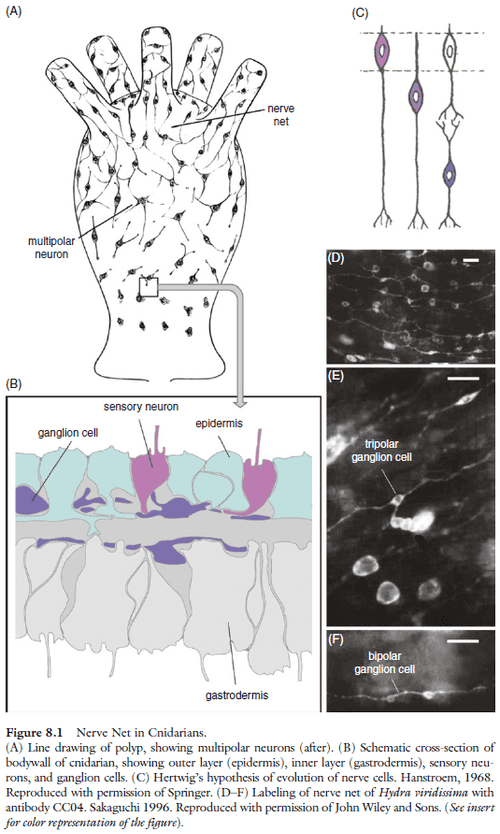 (A)
nerve
net
multipolar
neuron
(B)
sensory neuron
ganglion cell
epidermis
gastrodermis
(C)
(D)
(E)
tripolar
ganglion cell
(F)
bipolar
ganglion cell
Figure 8.1 Nerve Net in Cnidarians.
(A) Line drawing of polyp, showing multipolar neurons (after). (B) Schematic cross-section of
bodywall of cnidarian, showing outer layer (epidermis), inner layer (gastrodermis), sensory neu-
rons, and ganglion cells. (C) Hertwig's hypothesis of evolution of nerve cells. Hanstroem, 1968.
Reproduced with permission of Springer. (D–F) Labeling of nerve net of Hydra viridissima with
antibody CC04. Sakaguchi 1996. Reproduced with permission of John Wiley and Sons. (See insert
for color representation of the figure).